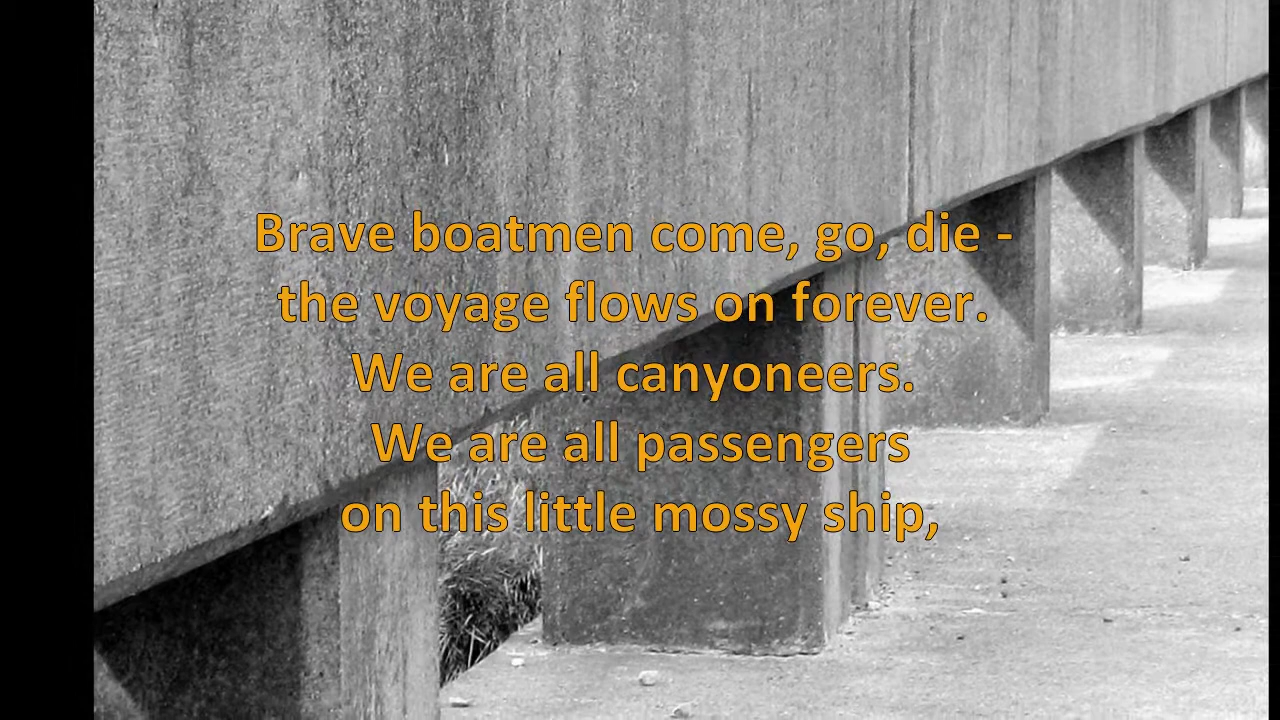 Brave boatmen come, go, die -
the voyage flows on forever.
We are all canyoneers.
We are all passengers
on this little mossy ship,